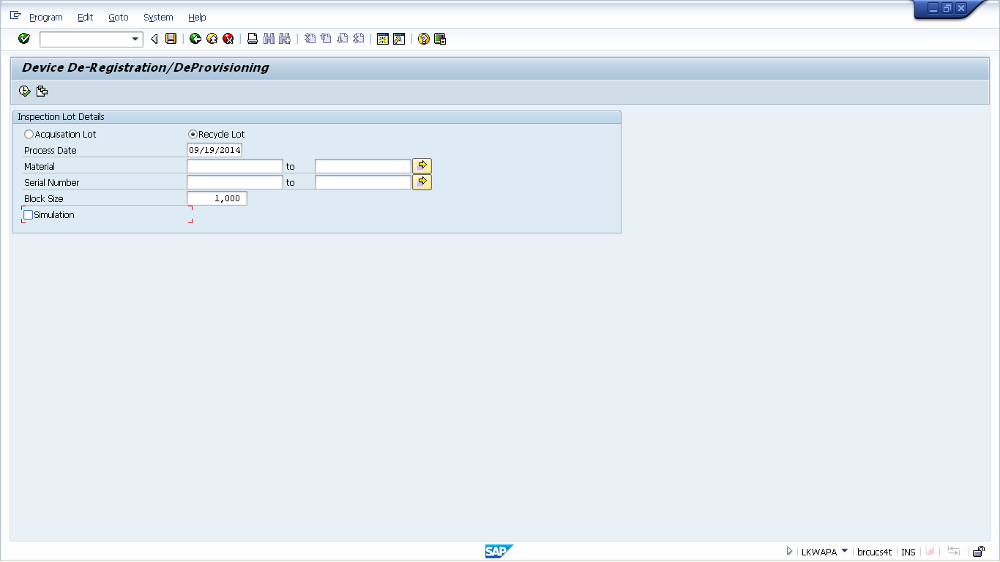 Program Edit Goto System Help
Device De-Registration/DeProvisioning
Inspection Lot Details
Acquisation Lot Recycle Lot
Process Date 09/19/2014
Material to
Serial Number to
Block Size 1,000
Simulation
SAP LKWAPA brcucs4t INS